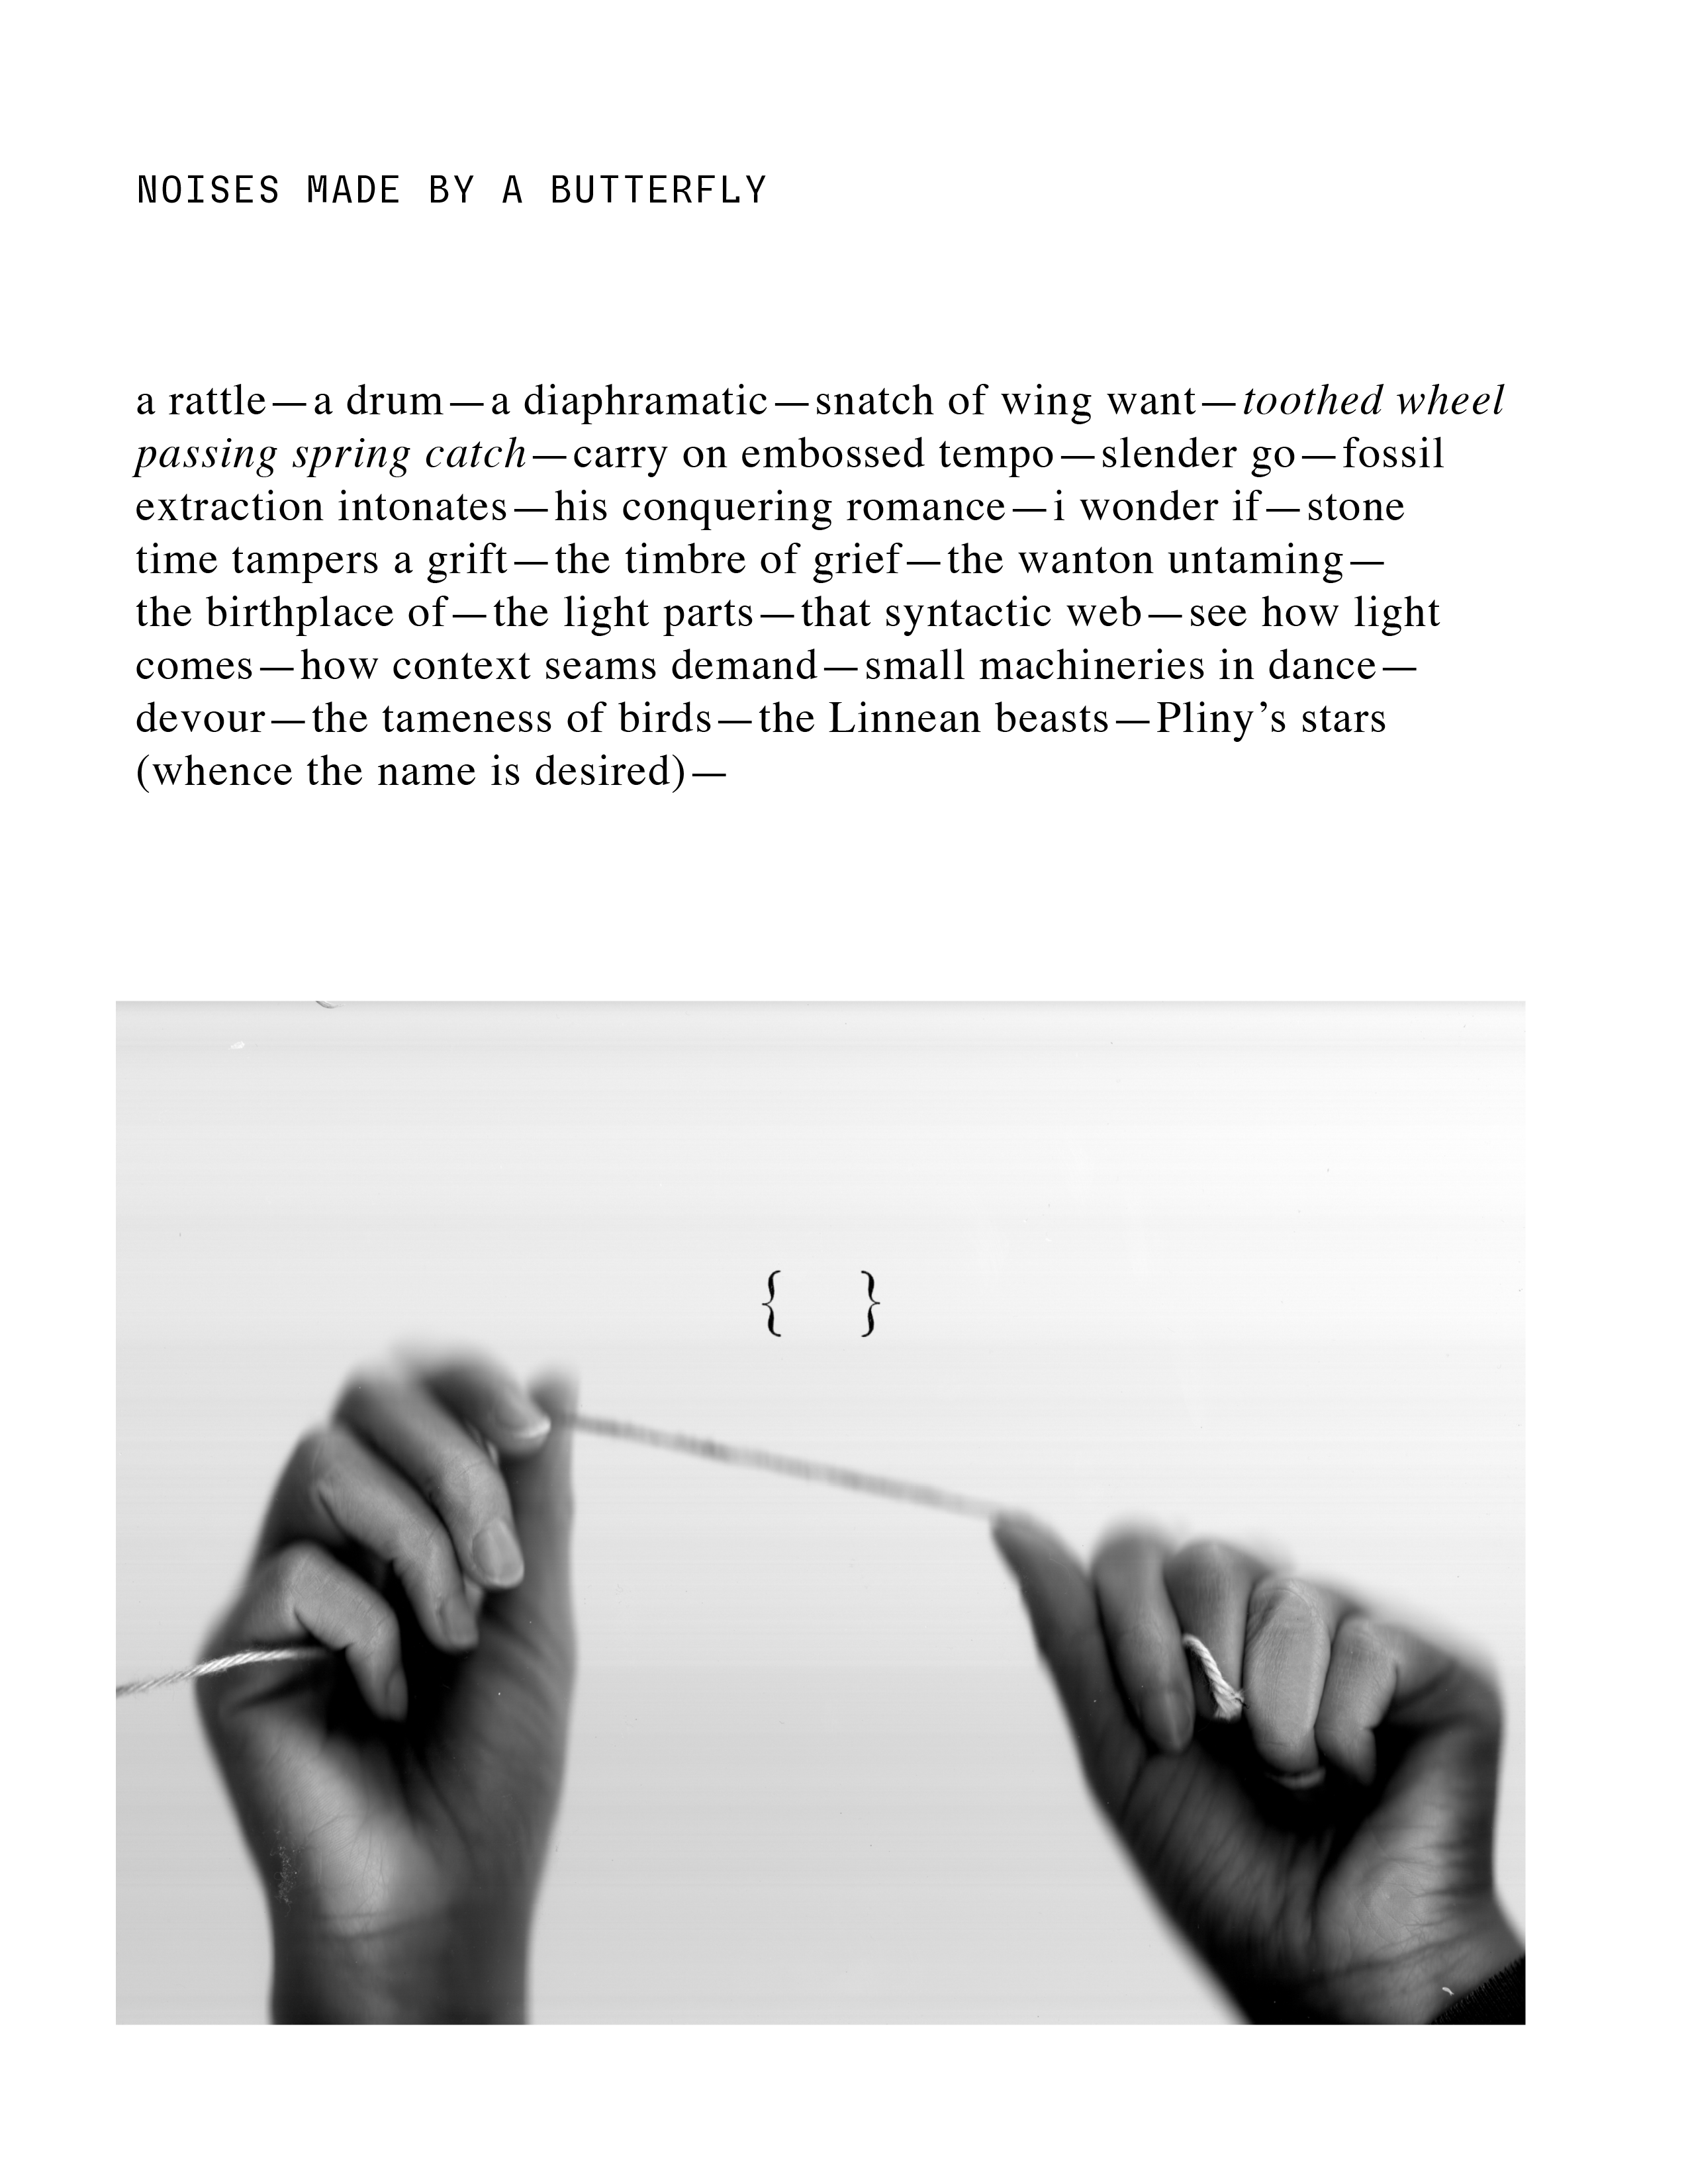 NOISES MADE BY A BUTTERFLY
a rattle—a drum—a diaphramatic—snatch of wing want—toothed wheel
passing spring catch—carry on embossed tempo—slender go—fossil
extraction intonates—his conquering romance—i wonder if—stone
time tampers a grift—the timbre of grief—the wanton untaming—
the birthplace of—the light parts—that syntactic web—see how light
comes—how context seams demand—small machineries in dance—
devour—the tameness of birds—the Linnean beasts—Pliny’s stars
(whence the name is desired)—
{ }